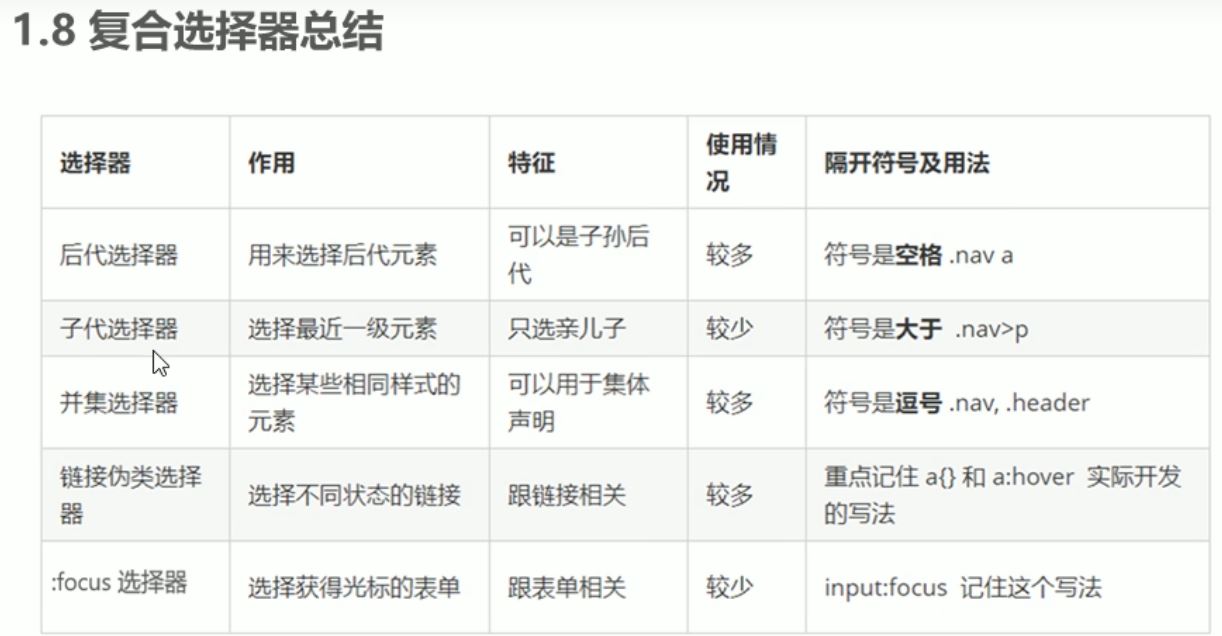 1.8 复合选择器总结
选择器 作用 特征 使用情
况 隔开符号及用法
后代选择器 用来选择后代元素 可以是子孙后
代 较多 符号是空格 .nav a
子代选择器 选择最近一级元素 只选亲儿子 较少 符号是大于 .nav>p
并集选择器 选择某些相同样式的
元素 可以用于集体
声明 较多 符号是逗号 .nav, .header
链接伪类选择
器 选择不同状态的链接 跟链接相关 较多 重点记住 a{} 和 a:hover 实际开发
的写法
:focus 选择器 选择获得光标的表单 跟表单相关 较少 input:focus 记住这个写法